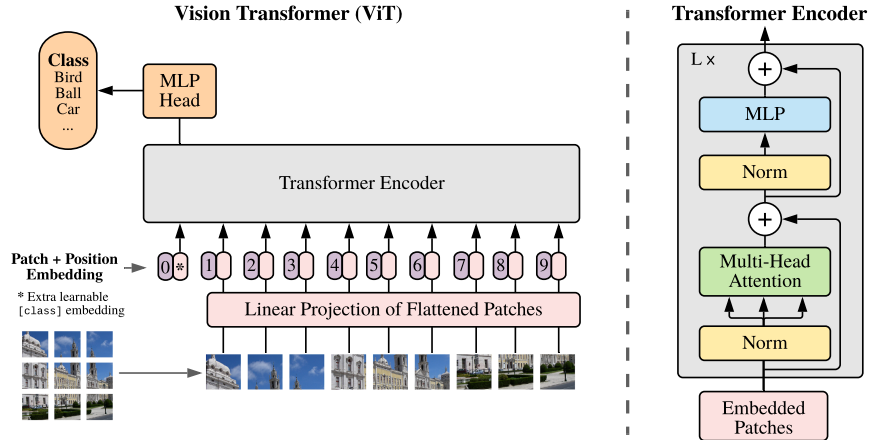 Vision Transformer (ViT)
Class
Bird
Ball
Car
...
MLP
Head
Transformer Encoder
Patch + Position
Embedding
0 * 1 2 3 4 5 6 7 8 9
* Extra learnable
[class] embedding
Linear Projection of Flattened Patches
Transformer Encoder
L x
+
MLP
Norm
+
Multi-Head
Attention
Norm
Embedded
Patches